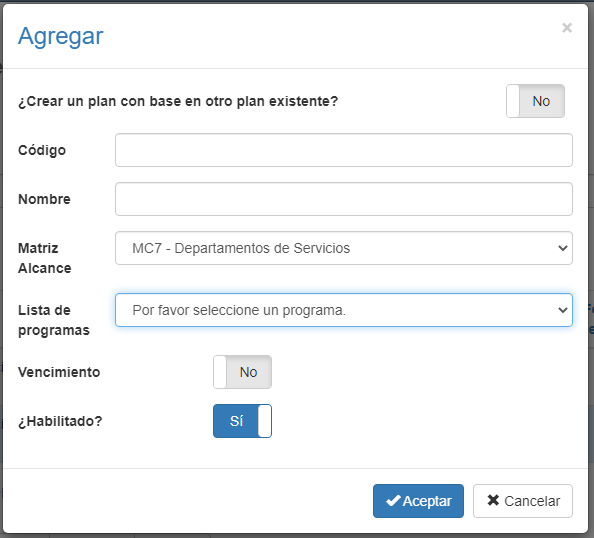 Agregar
×
¿Crear un plan con base en otro plan existente?
No
Código
Nombre
Matriz
Alcance
MC7 - Departamentos de Servicios
Lista de
programas
Por favor seleccione un programa.
Vencimiento
No
¿Habilitado?
Sí
Aceptar
Cancelar